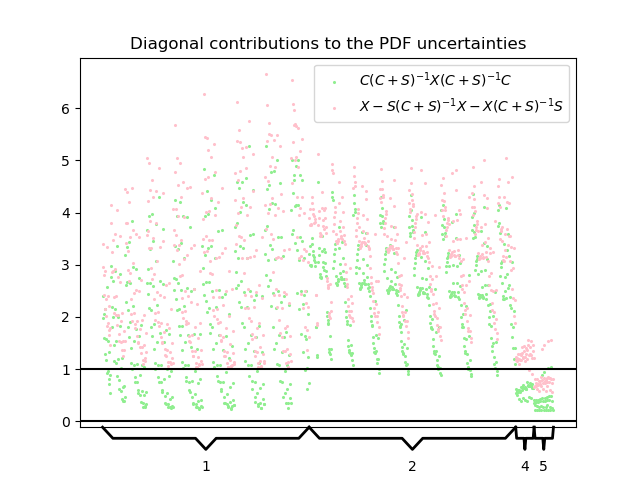 Diagonal contributions to the PDF uncertainties
C(C + S)⁻¹X(C + S)⁻¹C
X − S(C + S)⁻¹X − X(C + S)⁻¹S
6
5
4
3
2
1
0
1 2 4 5